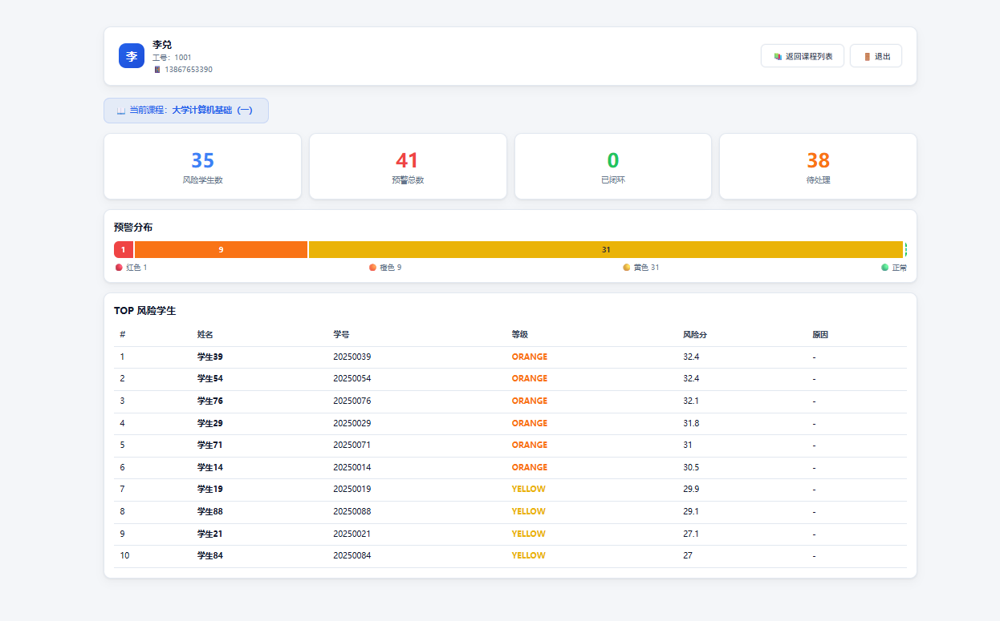 李
李兑
工号：1001
13867653390
返回课程列表
退出
当前课程：大学计算机基础（一）
35
风险学生数
41
预警总数
0
已闭环
38
待处理
预警分布
1 9 31
红色 1 橙色 9 黄色 31 正常
TOP 风险学生
# 姓名 学号 等级 风险分 原因
1 学生39 20250039 ORANGE 32.4 -
2 学生54 20250054 ORANGE 32.4 -
3 学生76 20250076 ORANGE 32.1 -
4 学生29 20250029 ORANGE 31.8 -
5 学生71 20250071 ORANGE 31 -
6 学生14 20250014 ORANGE 30.5 -
7 学生19 20250019 YELLOW 29.9 -
8 学生88 20250088 YELLOW 29.1 -
9 学生21 20250021 YELLOW 27.1 -
10 学生84 20250084 YELLOW 27 -